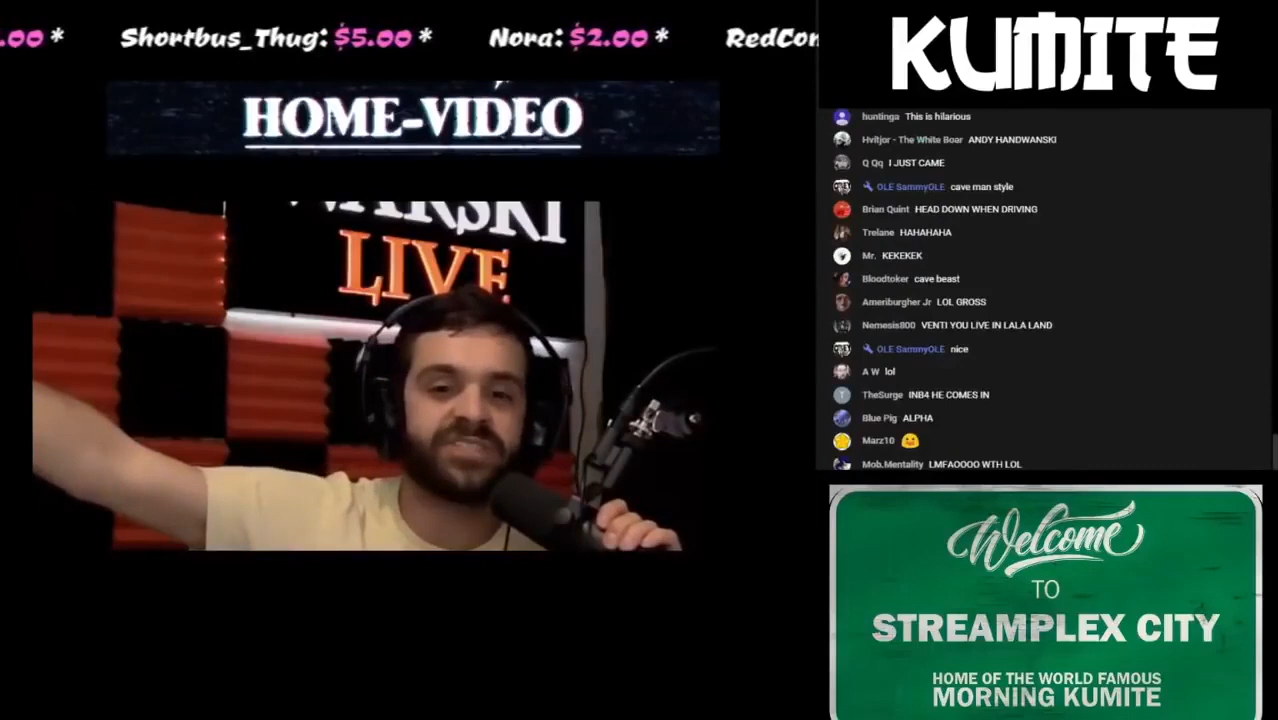 .00 * Shortbus_Thug: $5.00 * Nora: $2.00 * RedCon
HOME-VIDEO
WARSKI
LIVE
KUMITE
huntinga This is hilarious
Hvítjor - The White Boar ANDY HANDWANSKI
Q Qq I JUST CAME
OLE SammyOLE cave man style
Brian Quint HEAD DOWN WHEN DRIVING
Trelane HAHAHAHA
Mr. KEKEKEK
Bloodtoker cave beast
Ameriburgher Jr LOL GROSS
Nemesis800 VENTI YOU LIVE IN LALA LAND
OLE SammyOLE nice
A W lol
T TheSurge INB4 HE COMES IN
Blue Pig ALPHA
Marz10
Mob.Mentality LMFAOOOO WTH LOL
Welcome
TO
STREAMPLEX CITY
HOME OF THE WORLD FAMOUS
MORNING KUMITE